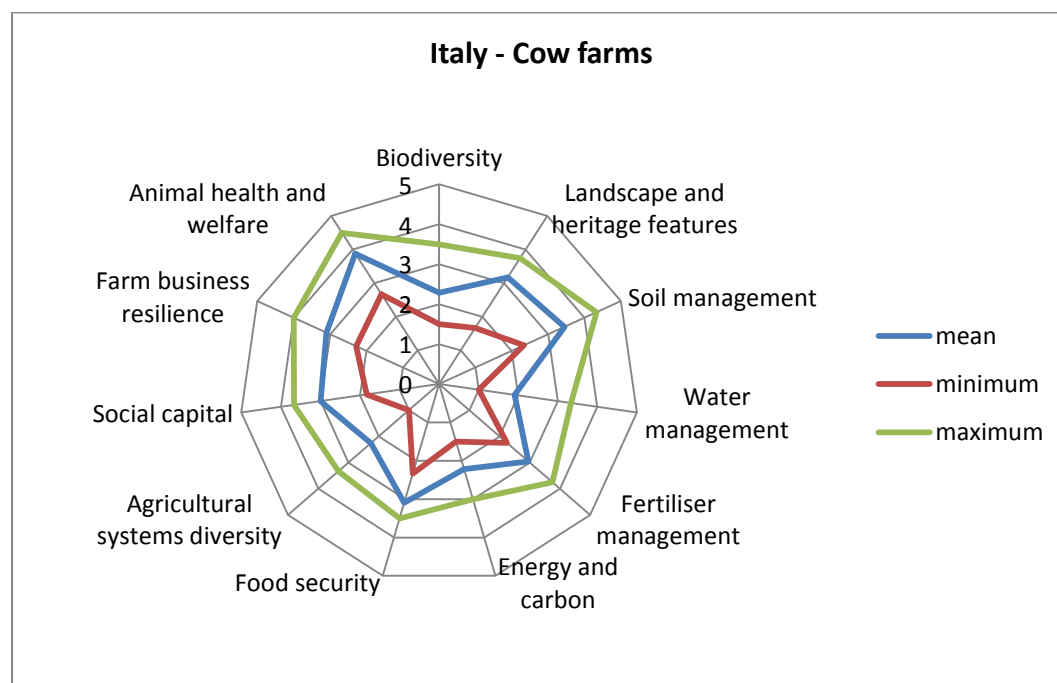 Italy - Cow farms
Biodiversity
Landscape and
heritage features
Soil management
Water
management
Fertiliser
management
Energy and
carbon
Food security
Agricultural
systems diversity
Social capital
Farm business
resilience
Animal health and
welfare
5
4
3
2
1
0
mean
minimum
maximum